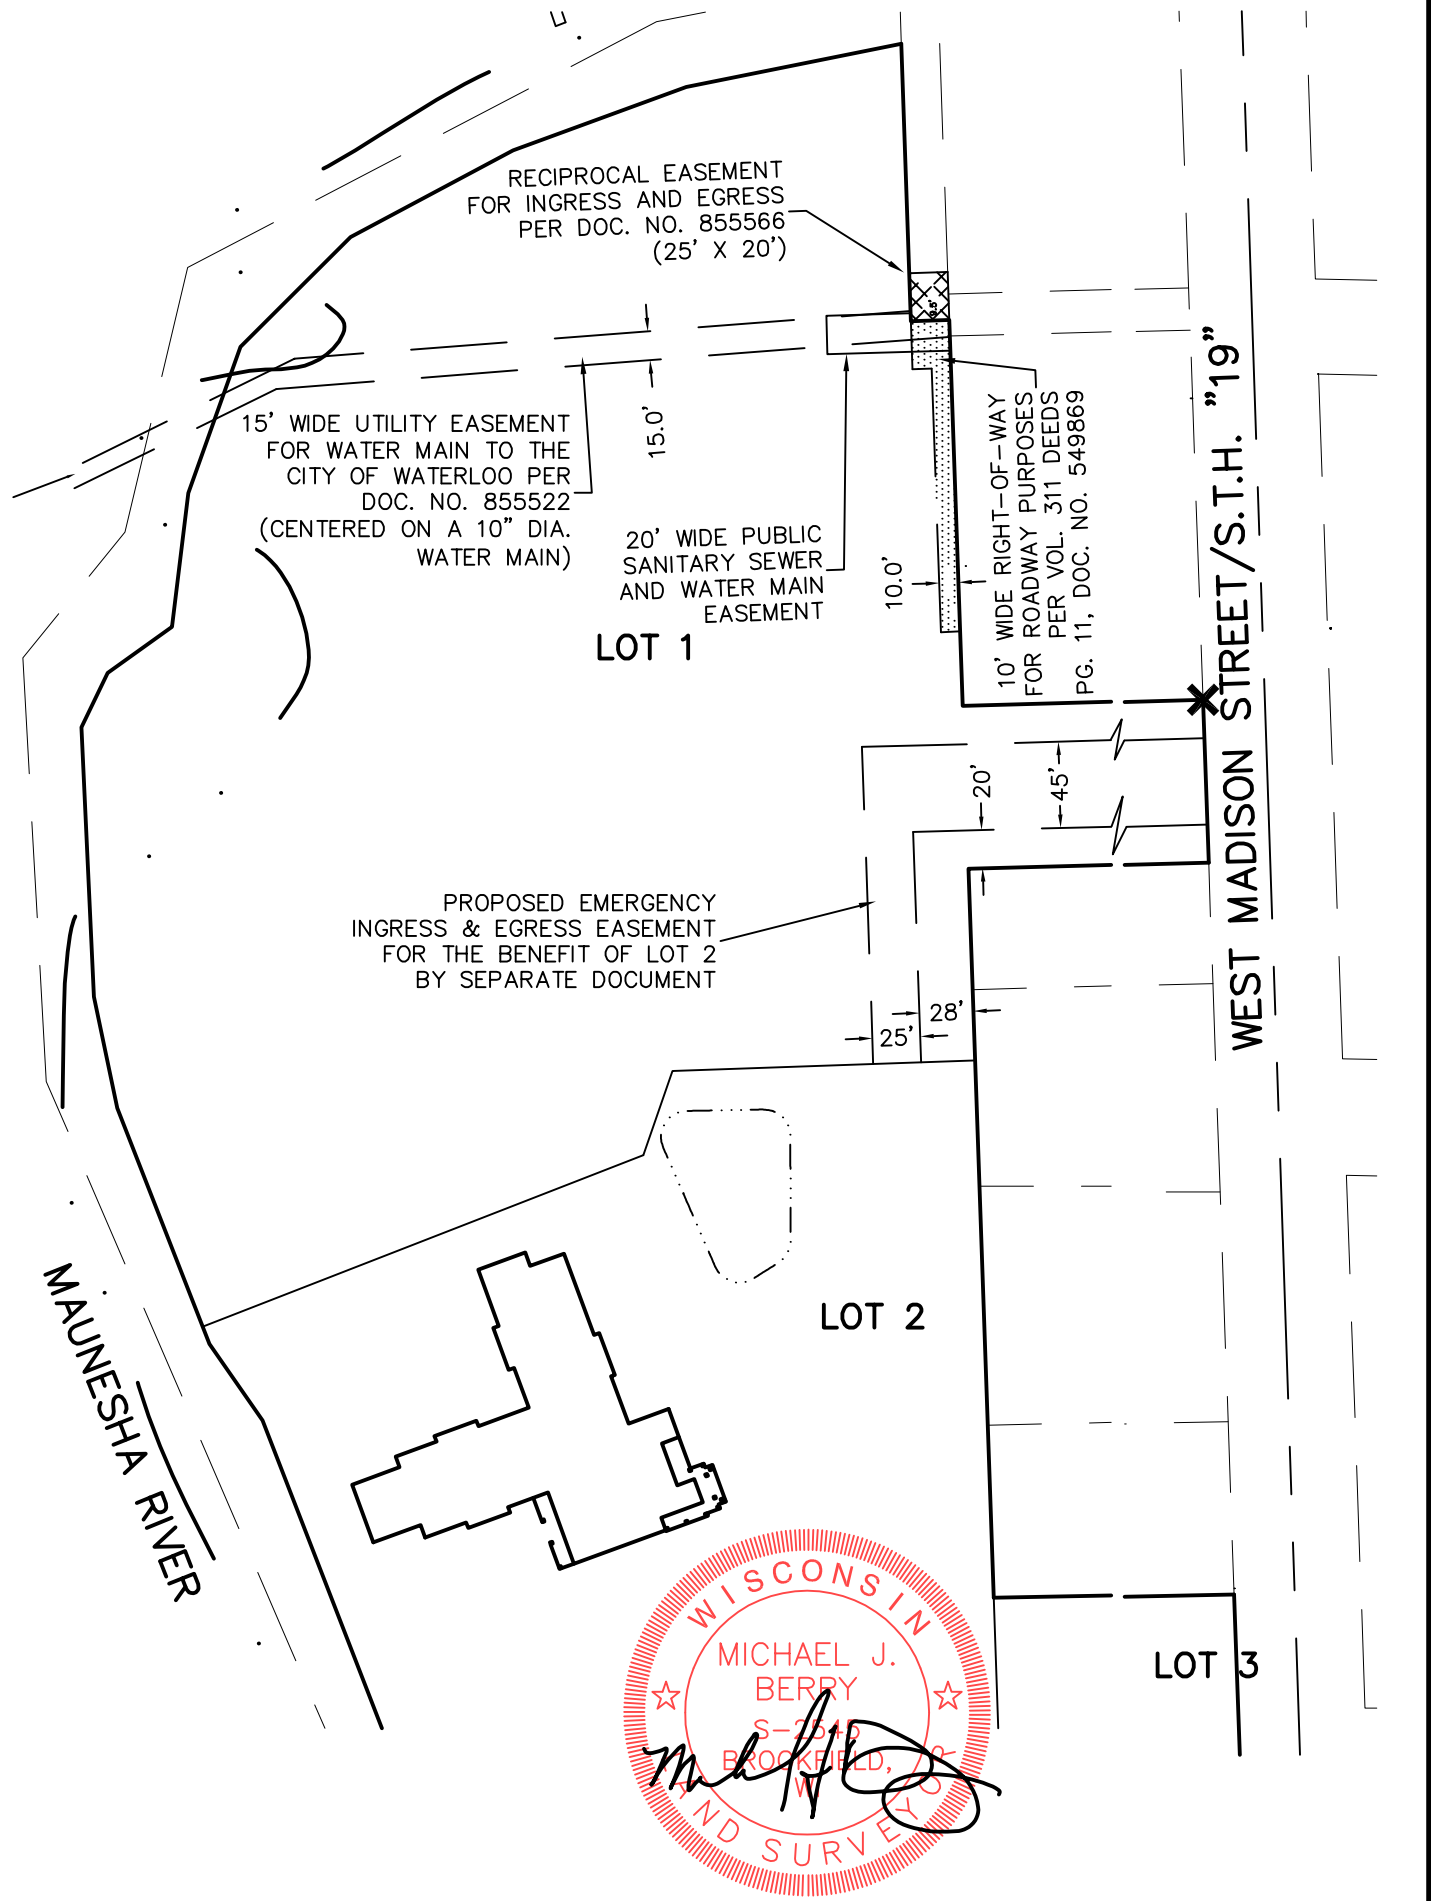 RECIPROCAL EASEMENT
FOR INGRESS AND EGRESS
PER DOC. NO. 855566
(25' X 20')
9.5'
15' WIDE UTILITY EASEMENT
FOR WATER MAIN TO THE
CITY OF WATERLOO PER
DOC. NO. 855522
(CENTERED ON A 10" DIA.
WATER MAIN)
15.0'
20' WIDE PUBLIC
SANITARY SEWER
AND WATER MAIN
EASEMENT
10.0'
10' WIDE RIGHT-OF-WAY
FOR ROADWAY PURPOSES
PER VOL. 311 DEEDS
PG. 11, DOC. NO. 549869
LOT 1
WEST MADISON STREET/S.T.H. "19"
20'
45'
PROPOSED EMERGENCY
INGRESS & EGRESS EASEMENT
FOR THE BENEFIT OF LOT 2
BY SEPARATE DOCUMENT
28'
25'
LOT 2
MAUNESHA RIVER
LOT 3
WISCONSIN
MICHAEL J.
BERRY
S-2545
BROOKFIELD,
WI
LAND SURVEYOR